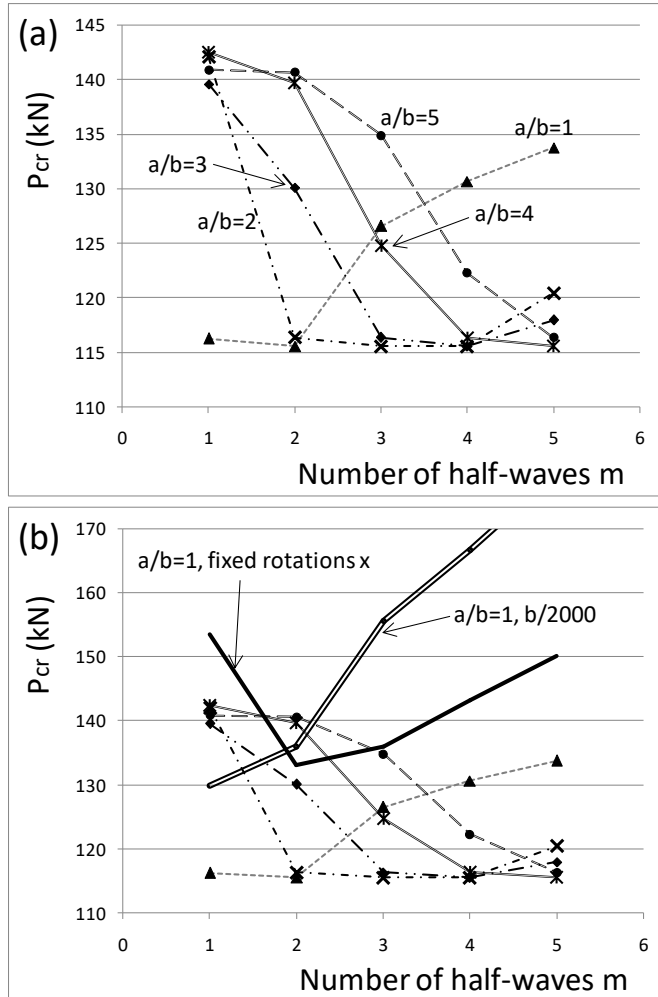 (a)
145
140
135
130
125
120
115
110
Pcr (kN)
a/b=5
a/b=1
a/b=3
a/b=2
a/b=4
0 1 2 3 4 5 6
Number of half-waves m
(b)
170
160
150
140
130
120
110
Pcr (kN)
a/b=1, fixed rotations x
a/b=1, b/2000
0 1 2 3 4 5 6
Number of half-waves m